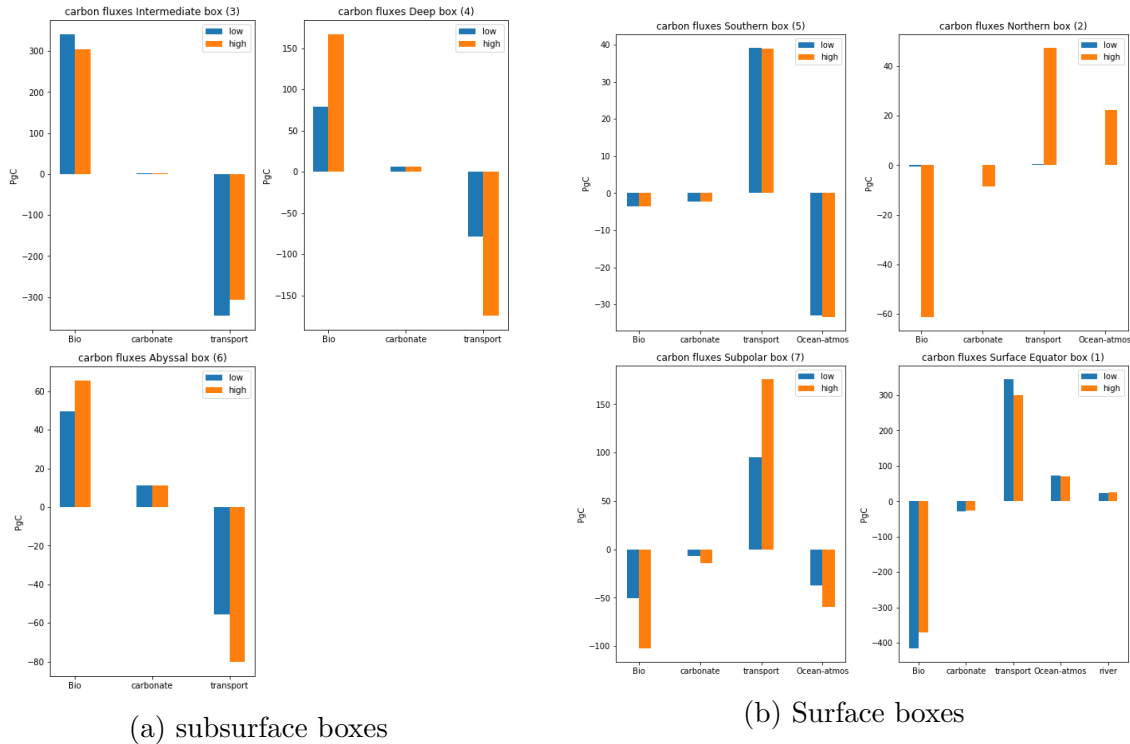 carbon fluxes Intermediate box (3)
low
high
300
200
100
0
−100
−200
−300
PgC
Bio carbonate transport
carbon fluxes Deep box (4)
low
high
150
100
50
0
−50
−100
−150
PgC
Bio carbonate transport
carbon fluxes Abyssal box (6)
low
high
60
40
20
0
−20
−40
−60
−80
PgC
Bio carbonate transport
(a) subsurface boxes
carbon fluxes Southern box (5)
low
high
40
30
20
10
0
−10
−20
−30
PgC
Bio carbonate transport Ocean-atmos
carbon fluxes Northern box (2)
low
high
40
20
0
−20
−40
−60
PgC
Bio carbonate transport Ocean-atmos
carbon fluxes Subpolar box (7)
low
high
150
100
50
0
−50
−100
PgC
Bio carbonate transport Ocean-atmos
carbon fluxes Surface Equator box (1)
low
high
300
200
100
0
−100
−200
−300
−400
PgC
Bio carbonate transport Ocean-atmos river
(b) Surface boxes